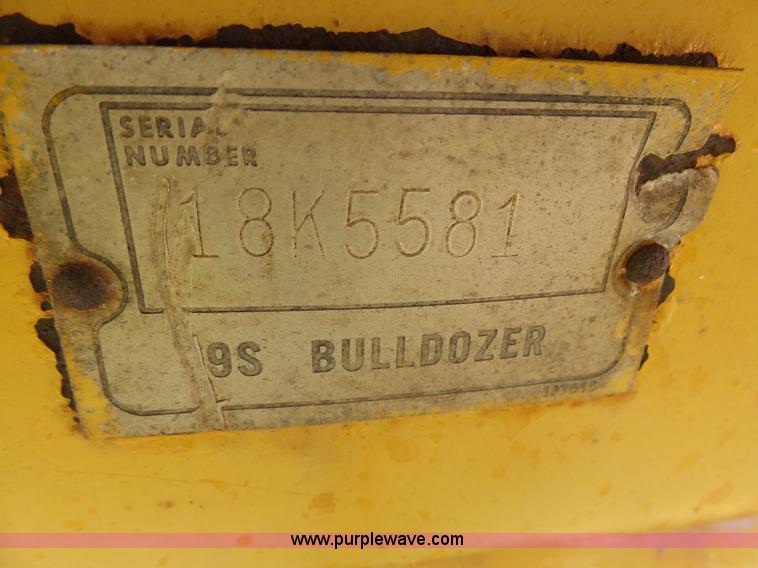 SERIAL
NUMBER
18K5581
9S BULLDOZER
www.purplewave.com